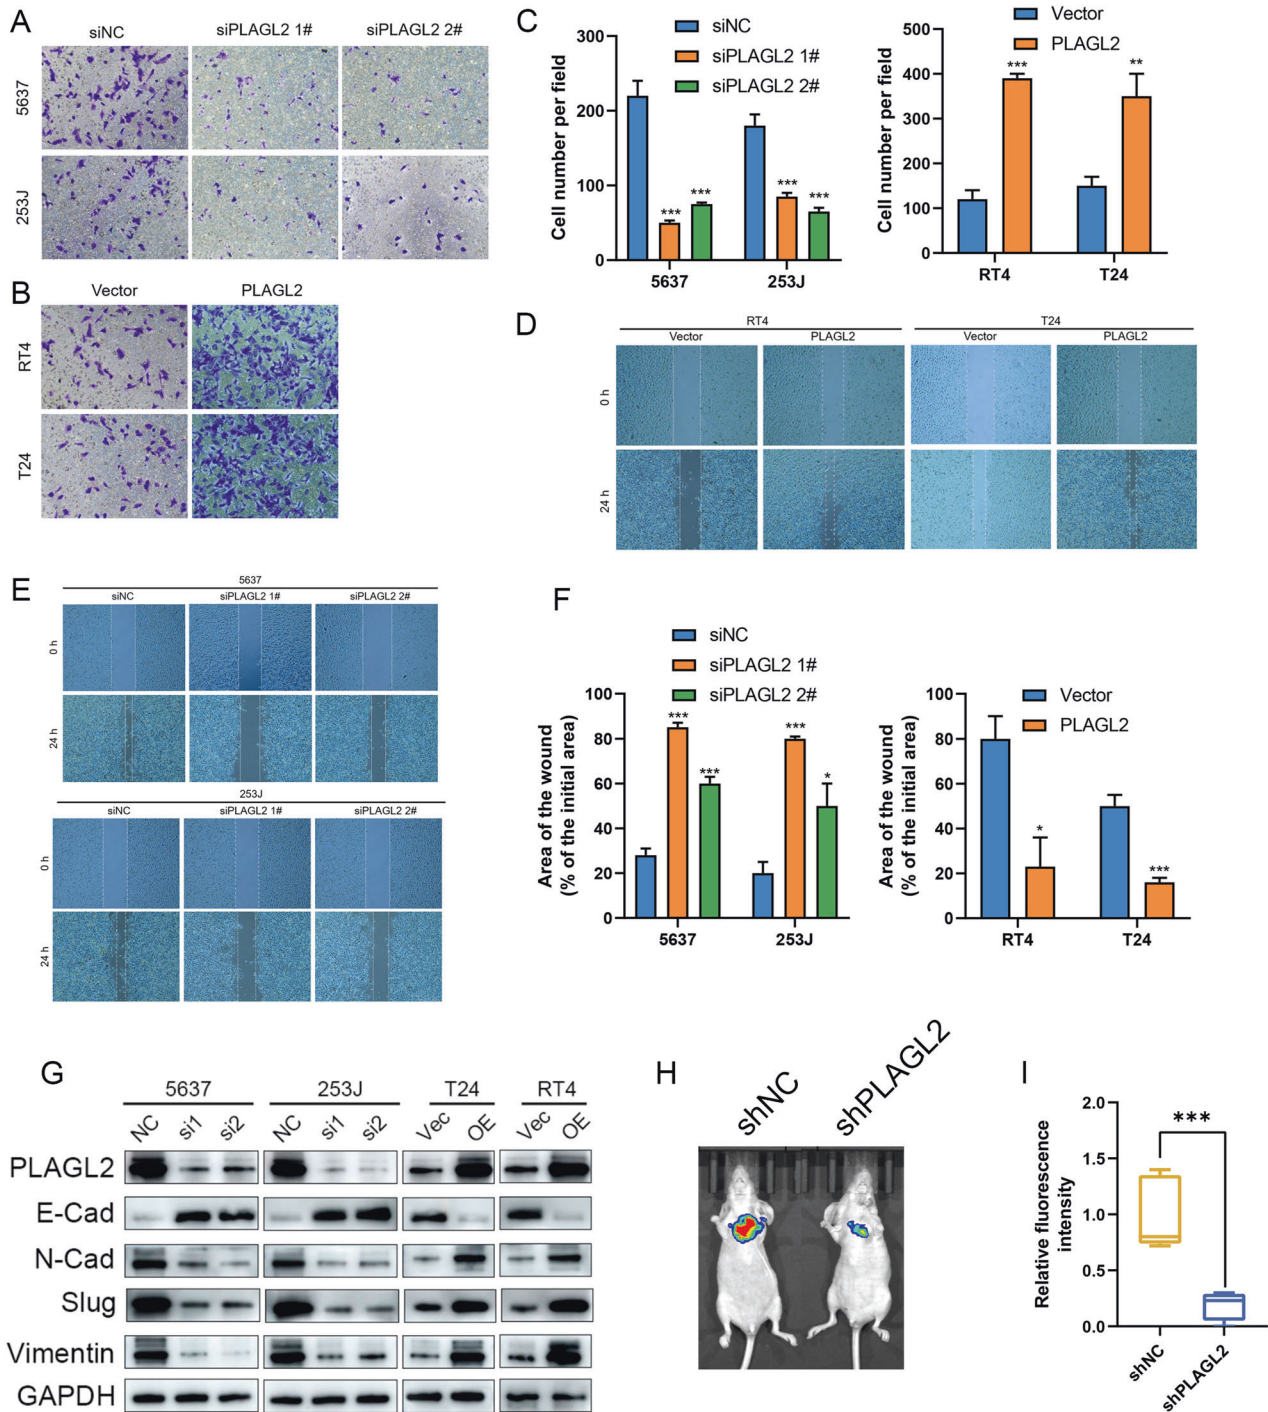 A
siNC siPLAGL2 1# siPLAGL2 2#
5637
253J
B
Vector PLAGL2
RT4
T24
C
siNC
siPLAGL2 1#
siPLAGL2 2#
Cell number per field
300
200
100
0
*** *** *** ***
5637 253J
Vector
PLAGL2
Cell number per field
500
400
300
200
100
0
*** **
RT4 T24
D
RT4 T24
Vector PLAGL2 Vector PLAGL2
0 h
24 h
E
5637
siNC siPLAGL2 1# siPLAGL2 2#
0 h
24 h
253J
siNC siPLAGL2 1# siPLAGL2 2#
0 h
24 h
F
siNC
siPLAGL2 1#
siPLAGL2 2#
Area of the wound
(% of the initial area)
100
80
60
40
20
0
*** *** *** *
5637 253J
Vector
PLAGL2
Area of the wound
(% of the initial area)
100
80
60
40
20
0
* ***
RT4 T24
G
5637 253J T24 RT4
NC si1 si2 NC si1 si2 Vec OE Vec OE
PLAGL2
E-Cad
N-Cad
Slug
Vimentin
GAPDH
H
shNC shPLAGL2
I
Relative fluorescence
intensity
2.0
1.5
1.0
0.5
0.0
***
shNC shPLAGL2